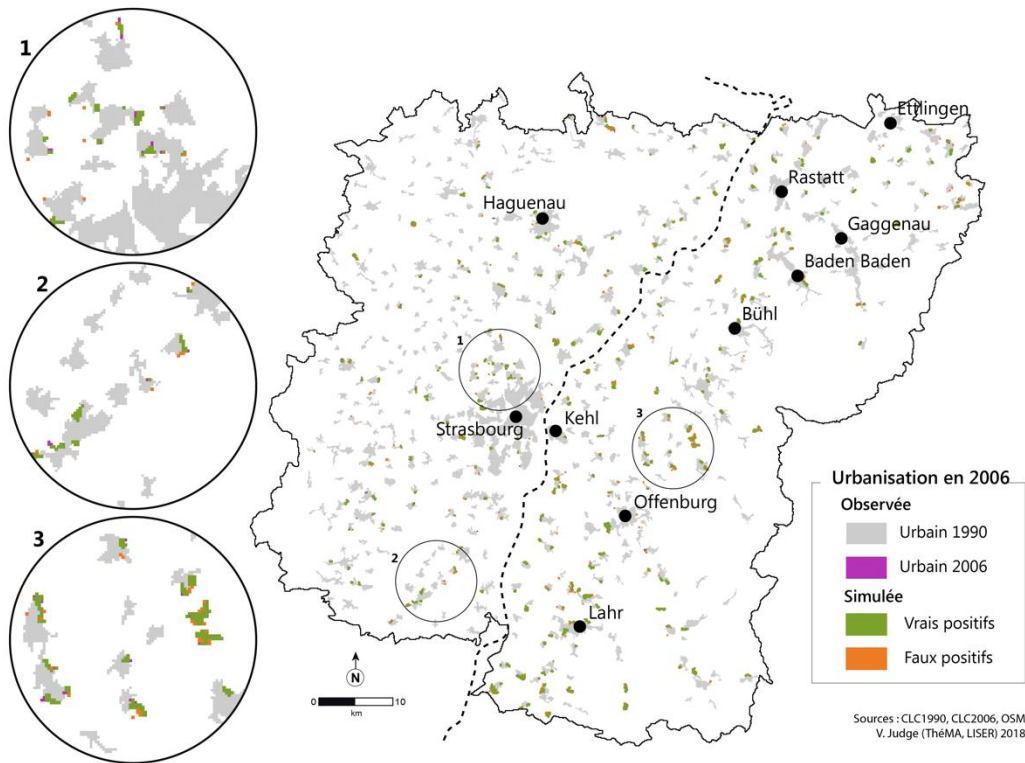 1
2
3
Ettlingen
Rastatt
Haguenau
Gaggenau
Baden Baden
Bühl
1
Strasbourg
Kehl
3
Offenburg
2
Lahr
N
0 10
km
Urbanisation en 2006
Observée
Urbain 1990
Urbain 2006
Simulée
Vrais positifs
Faux positifs
Sources : CLC1990, CLC2006, OSM
V. Judge (ThéMA, LISER) 2018